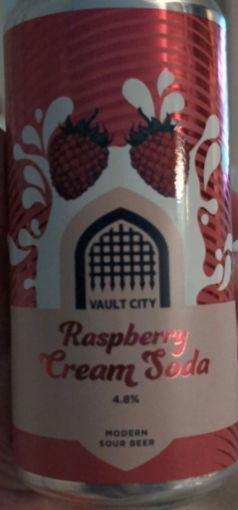 VAULT CITY
Raspberry
Cream Soda
4.8%
MODERN
SOUR BEER